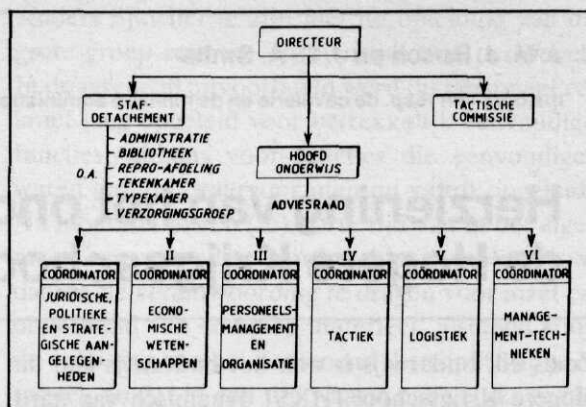 DIRECTEUR
STAF
DETACHEMENT
TACTISCHE
COMMISSIE
O.A.
ADMINISTRATIE
BIBLIOTHEEK
REPRO-AFDELING
TEKENKAMER
TYPEKAMER
VERZORGINGSGROEP
HOOFD
ONDERWIJS
ADVIESRAAD
I
COÖRDINATOR
JURIDISCHE,
POLITIEKE
EN STRATE-
GISCHE AAN-
GELEGEN-
HEDEN
II
COÖRDINATOR
ECONO
MISCHE
WETEN-
SCHAPPEN
III
COÖRDINATOR
PERSONEELS-
MANAGEMENT
EN
ORGANISATIE
IV
COÖRDINATOR
TACTIEK
V
COÖRDINATOR
LOGISTIEK
VI
COÖRDINATOR
MANAGE-
MENT-TECH-
NIEKEN